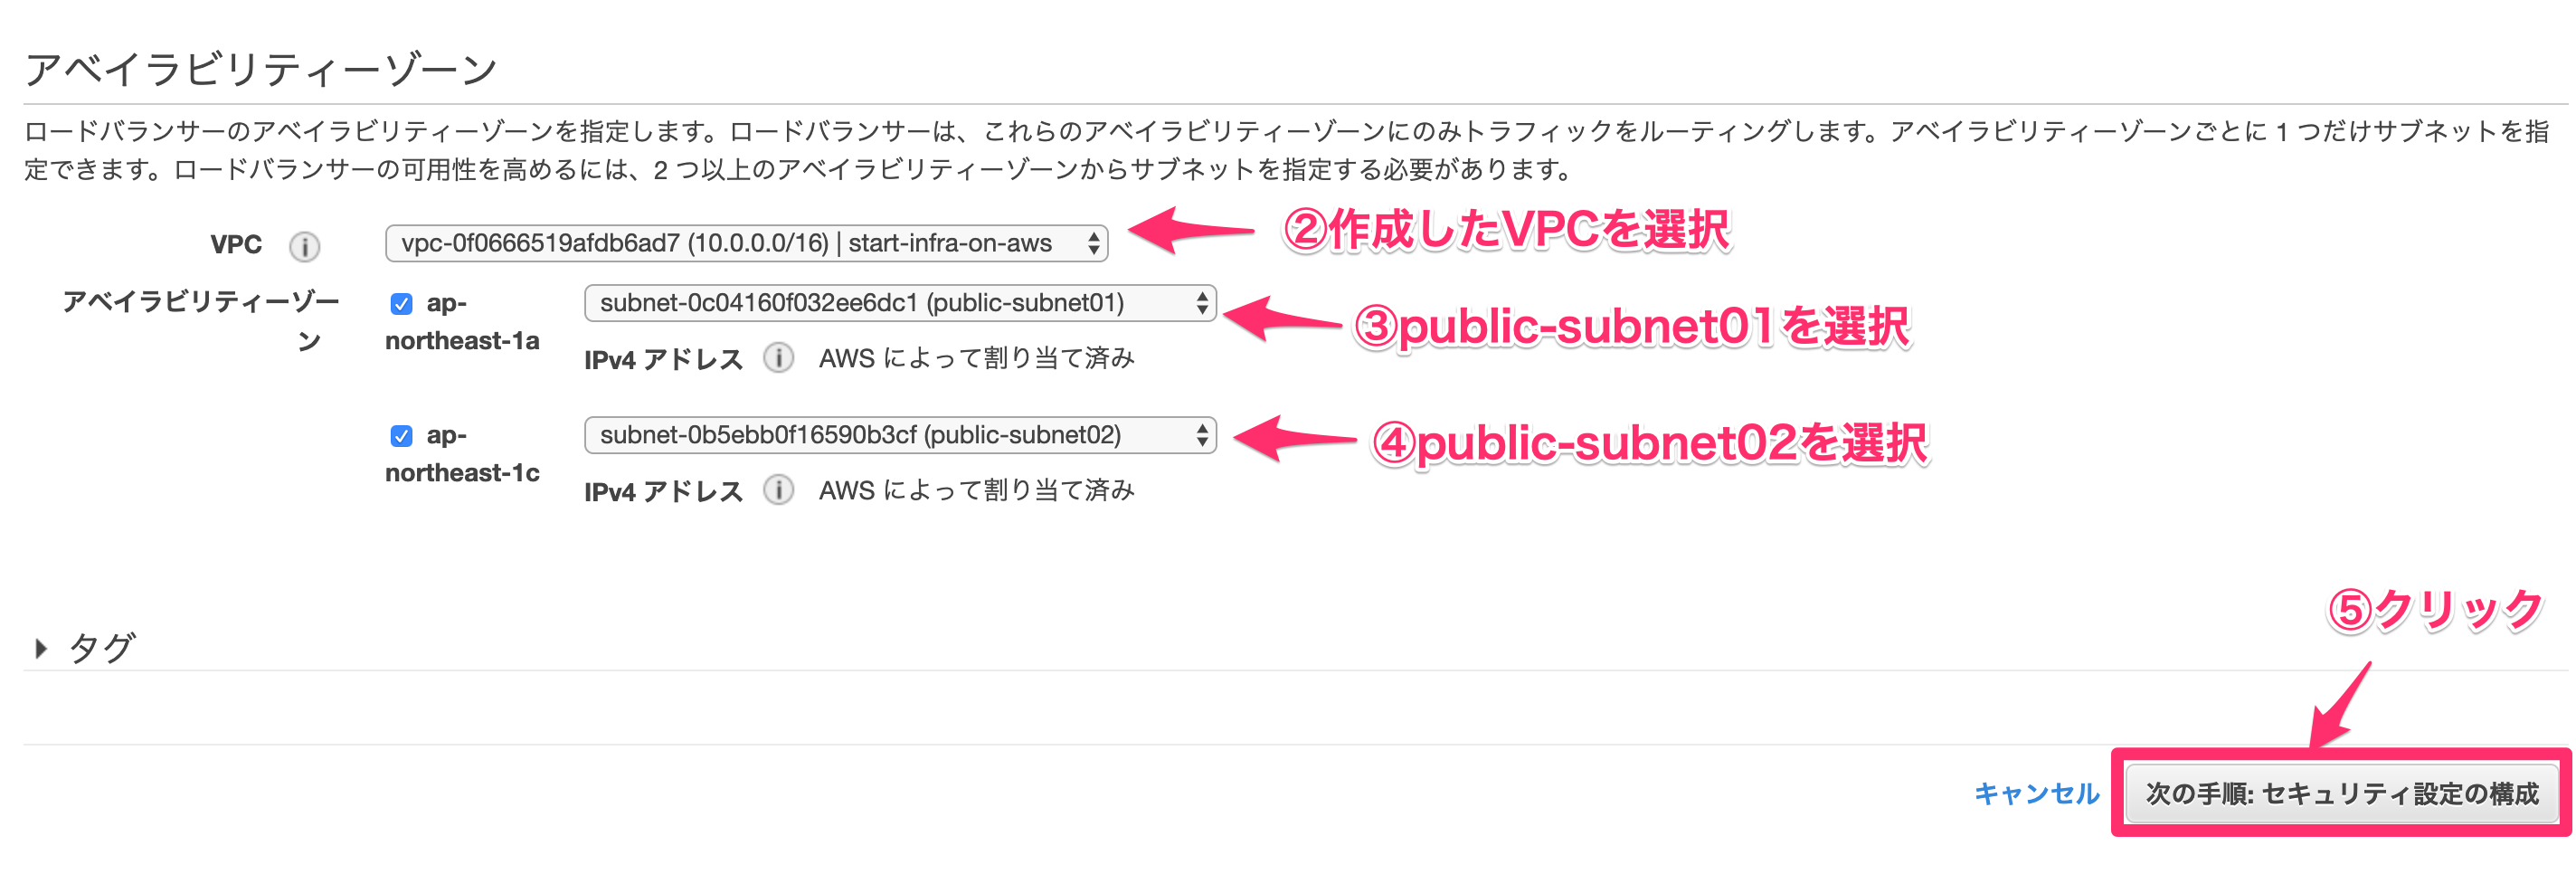 アベイラビリティーゾーン
ロードバランサーのアベイラビリティーゾーンを指定します。ロードバランサーは、これらのアベイラビリティーゾーンにのみトラフィックをルーティングします。アベイラビリティーゾーンごとに 1 つだけサブネットを指
定できます。ロードバランサーの可用性を高めるには、2 つ以上のアベイラビリティーゾーンからサブネットを指定する必要があります。
VPC i vpc-0f0666519afdb6ad7 (10.0.0.0/16) | start-infra-on-aws ②作成したVPCを選択
アベイラビリティーゾー
ン
ap-
northeast-1a
subnet-0c04160f032ee6dc1 (public-subnet01) ③public-subnet01を選択
IPv4 アドレス i AWS によって割り当て済み
ap-
northeast-1c
subnet-0b5ebb0f16590b3cf (public-subnet02) ④public-subnet02を選択
IPv4 アドレス i AWS によって割り当て済み
⑤クリック
タグ
キャンセル 次の手順: セキュリティ設定の構成